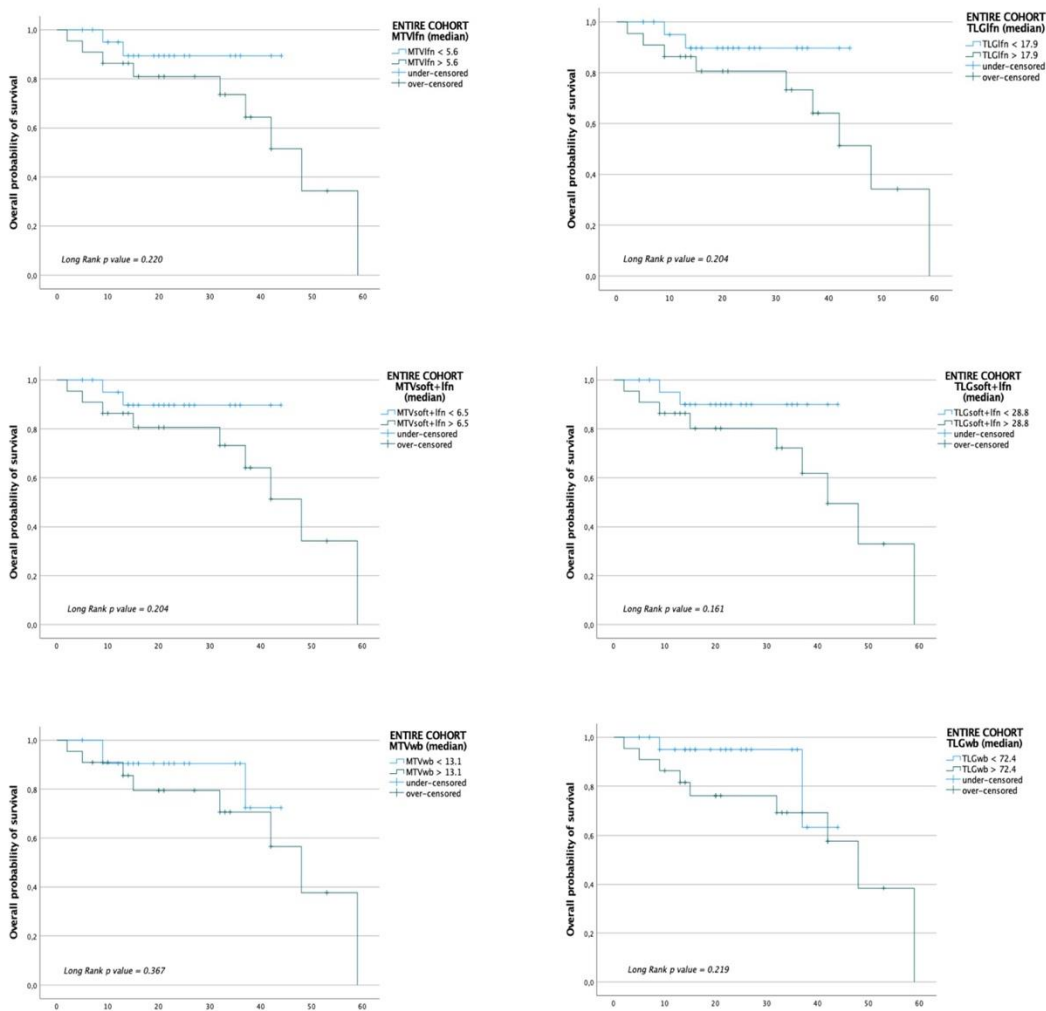 ENTIRE COHORT
MTVlfn (median)
MTVlfn < 5.6
MTVlfn > 5.6
under-censored
over-censored
Overall probability of survival
1,0
0,8
0,6
0,4
0,2
0,0
Long Rank p value = 0.220
0 10 20 30 40 50 60
ENTIRE COHORT
TLGlfn (median)
TLGlfn < 17.9
TLGlfn > 17.9
under-censored
over-censored
Overall probability of survival
1,0
0,8
0,6
0,4
0,2
0,0
Long Rank p value = 0.204
0 10 20 30 40 50 60
ENTIRE COHORT
MTVsoft+lfn
(median)
MTVsoft+lfn < 6.5
MTVsoft+lfn > 6.5
under-censored
over-censored
Overall probability of survival
1,0
0,8
0,6
0,4
0,2
0,0
Long Rank p value = 0.204
0 10 20 30 40 50 60
ENTIRE COHORT
TLGsoft+lfn
(median)
TLGsoft+lfn < 28.8
TLGsoft+lfn > 28.8
under-censored
over-censored
Overall probability of survival
1,0
0,8
0,6
0,4
0,2
0,0
Long Rank p value = 0.161
0 10 20 30 40 50 60
ENTIRE COHORT
MTVwb (median)
MTVwb < 13.1
MTVwb > 13.1
under-censored
over-censored
Overall probability of survival
1,0
0,8
0,6
0,4
0,2
0,0
Long Rank p value = 0.367
0 10 20 30 40 50 60
ENTIRE COHORT
TLGwb (median)
TLGwb < 72.4
TLGwb > 72.4
under-censored
over-censored
Overall probability of survival
1,0
0,8
0,6
0,4
0,2
0,0
Long Rank p value = 0.219
0 10 20 30 40 50 60